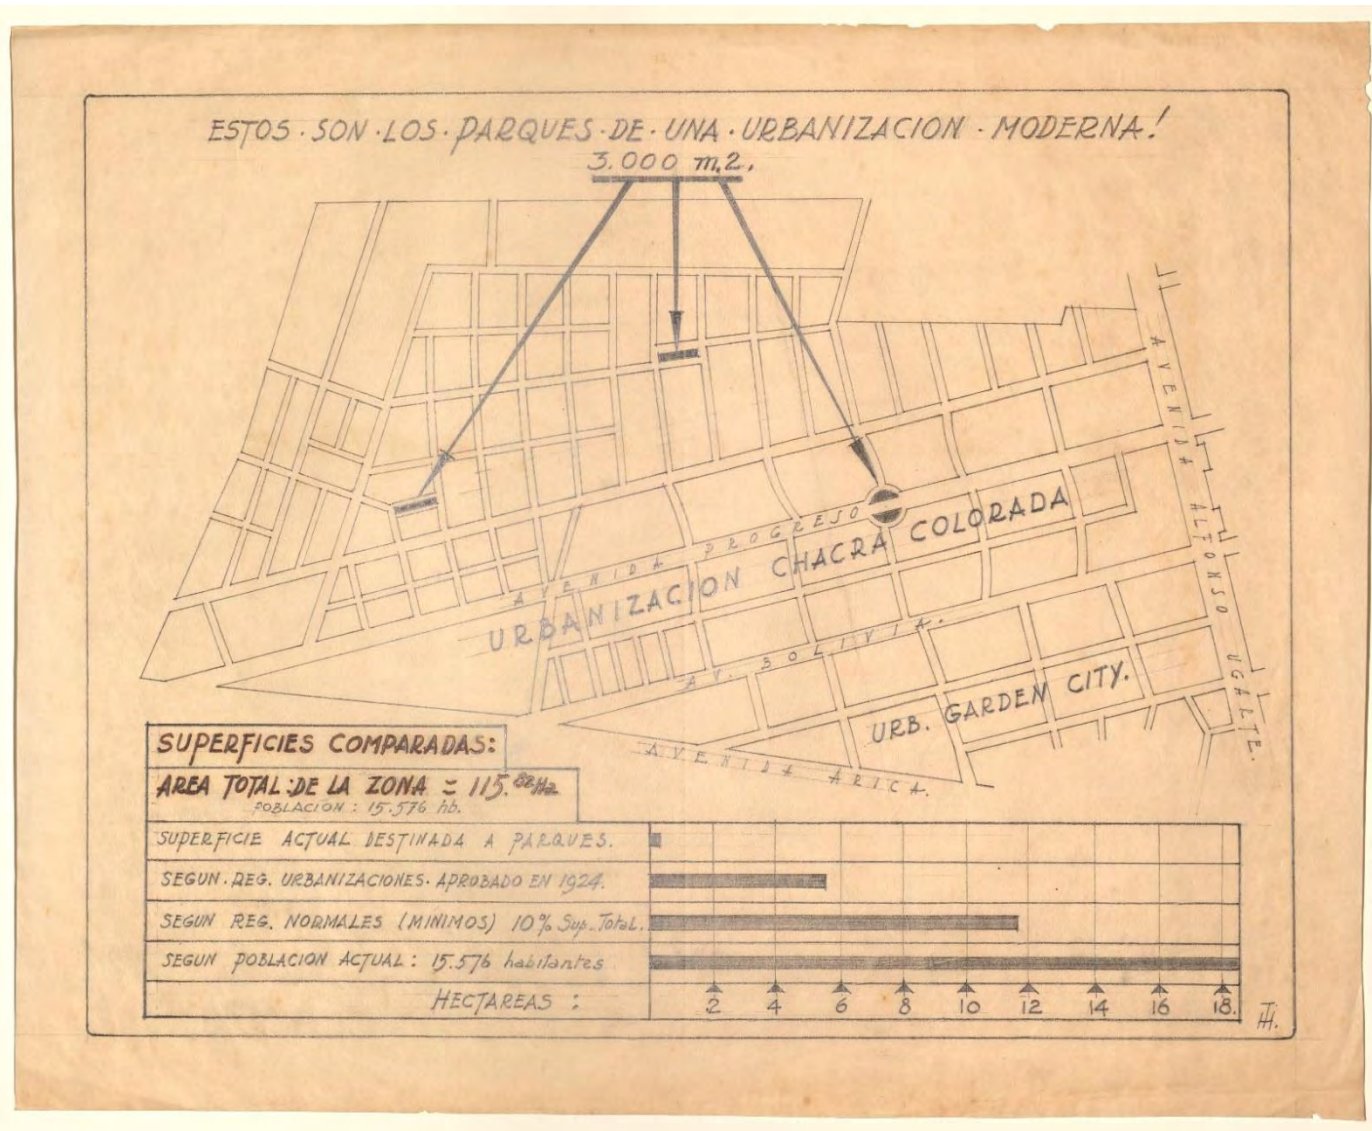 ESTOS·SON·LOS·PARQUES·DE·UNA·URBANIZACION·MODERNA!
3.000 m.2.
AVENIDA ALFONSO UGALTE.
AVENIDA PROGRESO
URBANIZACION CHACRA COLORADA
AV. BOLIVIA.
URB. GARDEN CITY.
AVENIDA ARICA.
SUPERFICIES COMPARADAS:
AREA TOTAL DE LA ZONA = 115.82Ha
POBLACION: 15.576 hb.
SUPERFICIE ACTUAL DESTINADA A PARQUES.
SEGUN·REG. URBANIZACIONES·APROBADO EN 1924.
SEGUN REG. NORMALES (MINIMOS) 10% Sup. Total.
SEGUN POBLACION ACTUAL: 15.576 habitantes
HECTAREAS : 2 4 6 8 10 12 14 16 18.